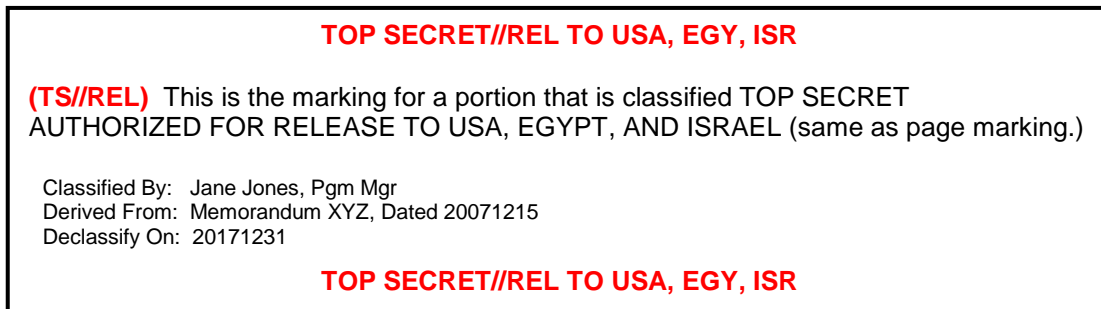 TOP SECRET//REL TO USA, EGY, ISR
(TS//REL) This is the marking for a portion that is classified TOP SECRET
AUTHORIZED FOR RELEASE TO USA, EGYPT, AND ISRAEL (same as page marking.)
Classified By: Jane Jones, Pgm Mgr
Derived From: Memorandum XYZ, Dated 20071215
Declassify On: 20171231
TOP SECRET//REL TO USA, EGY, ISR